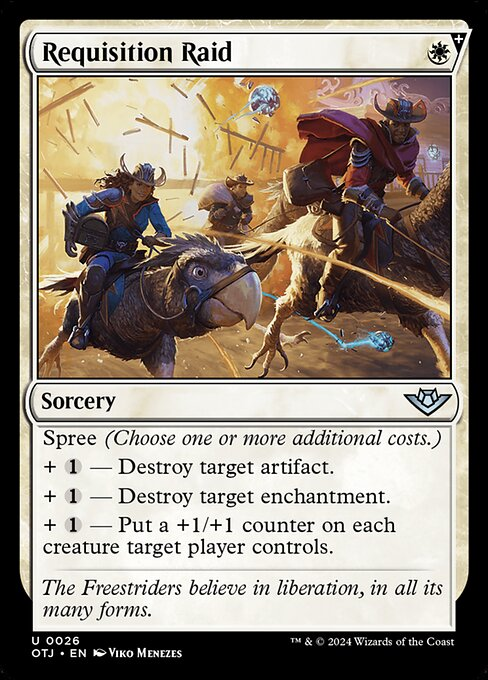 Requisition Raid
Sorcery
Spree (Choose one or more additional costs.)
+ 1 — Destroy target artifact.
+ 1 — Destroy target enchantment.
+ 1 — Put a +1/+1 counter on each
creature target player controls.
The Freestriders believe in liberation, in all its
many forms.
U 0026
OTJ • EN Viko Menezes
™ & © 2024 Wizards of the Coast